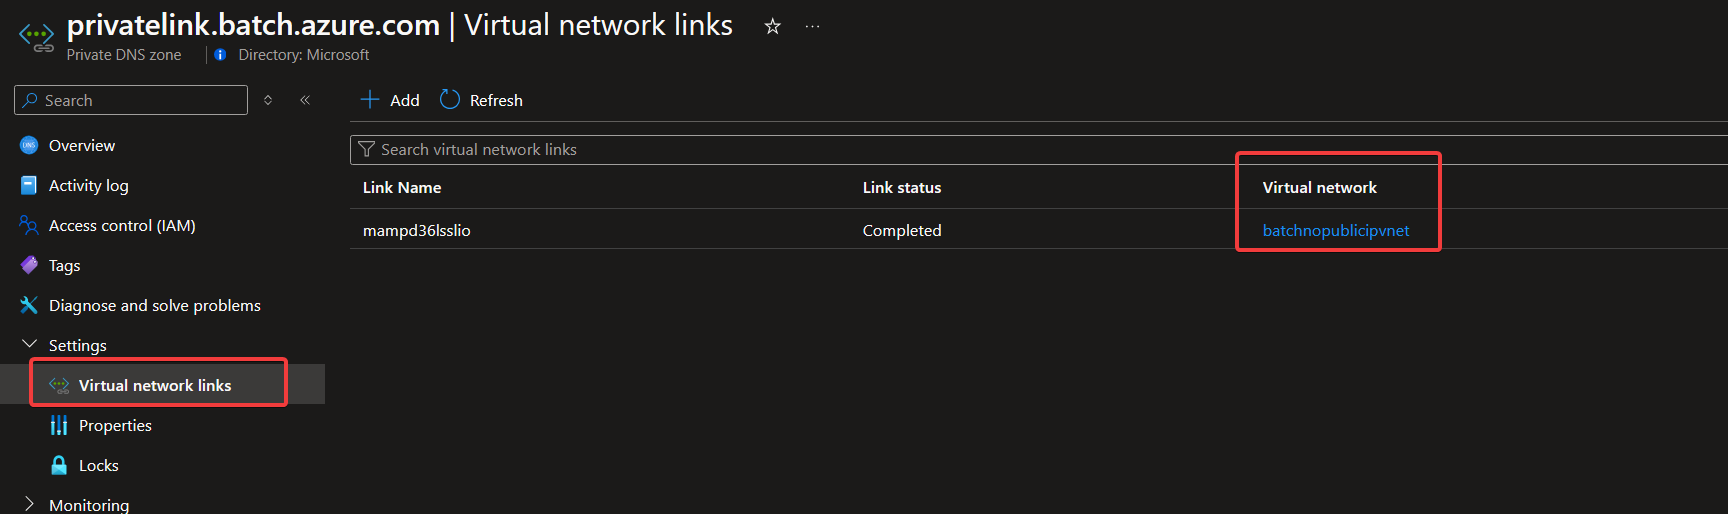 privatelink.batch.azure.com | Virtual network links
Private DNS zone
Directory: Microsoft
Search
Add
Refresh
Overview
Activity log
Access control (IAM)
Tags
Diagnose and solve problems
Settings
Virtual network links
Properties
Locks
Monitoring
Search virtual network links
Link Name Link status Virtual network
mampd36lsslio Completed batchnopublicipvnet